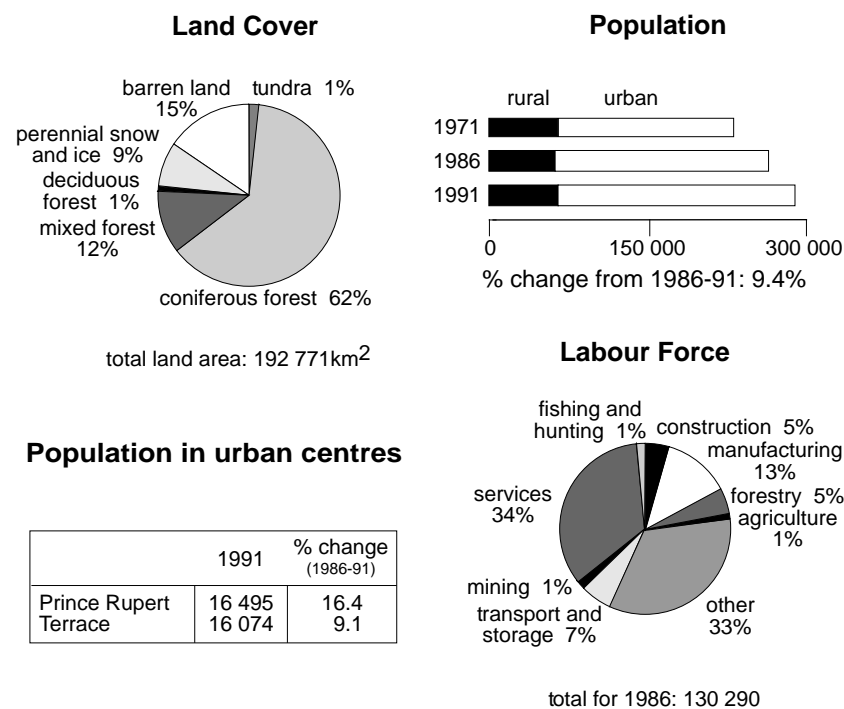 Land Cover
barren land
15%
tundra 1%
perennial snow
and ice 9%
deciduous
forest 1%
mixed forest
12%
coniferous forest 62%
total land area: 192 771km2
Population
rural urban
1971
1986
1991
0 150 000 300 000
% change from 1986-91: 9.4%
Population in urban centres
1991 % change
(1986-91)
Prince Rupert 16 495 16.4
Terrace 16 074 9.1
Labour Force
fishing and
hunting 1%
construction 5%
manufacturing
13%
forestry 5%
agriculture
1%
services
34%
mining 1%
transport and
storage 7%
other
33%
total for 1986: 130 290